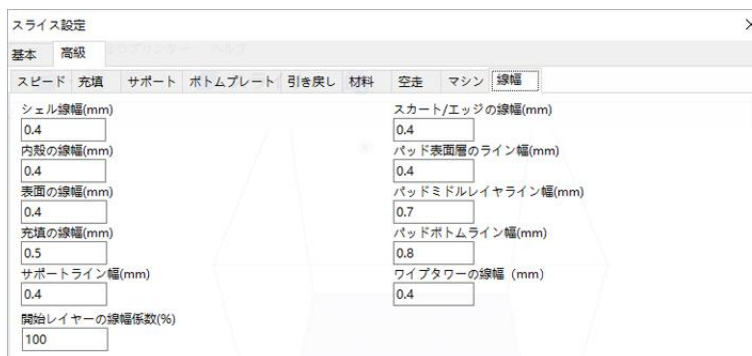 スライス設定
基本 高級
スピード 充填 サポート ボトムプレート 引き戻し 材料 空走 マシン 線幅
シェル線幅(mm)
0.4
内殻の線幅(mm)
0.4
表面の線幅(mm)
0.4
充填の線幅(mm)
0.5
サポートライン幅(mm)
0.4
開始レイヤーの線幅係数(%)
100
スカート/エッジの線幅(mm)
0.4
パッド表面層のライン幅(mm)
0.4
パッドミドルレイヤライン幅(mm)
0.7
パッドボトムライン幅(mm)
0.8
ワイプタワーの線幅（mm）
0.4